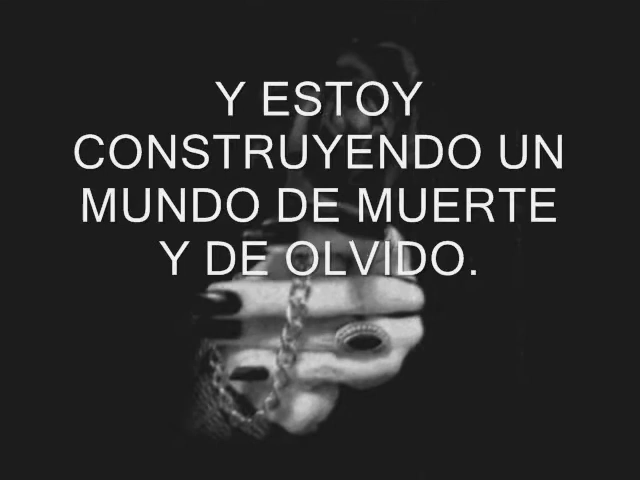 Y ESTOY
CONSTRUYENDO UN
MUNDO DE MUERTE
Y DE OLVIDO.